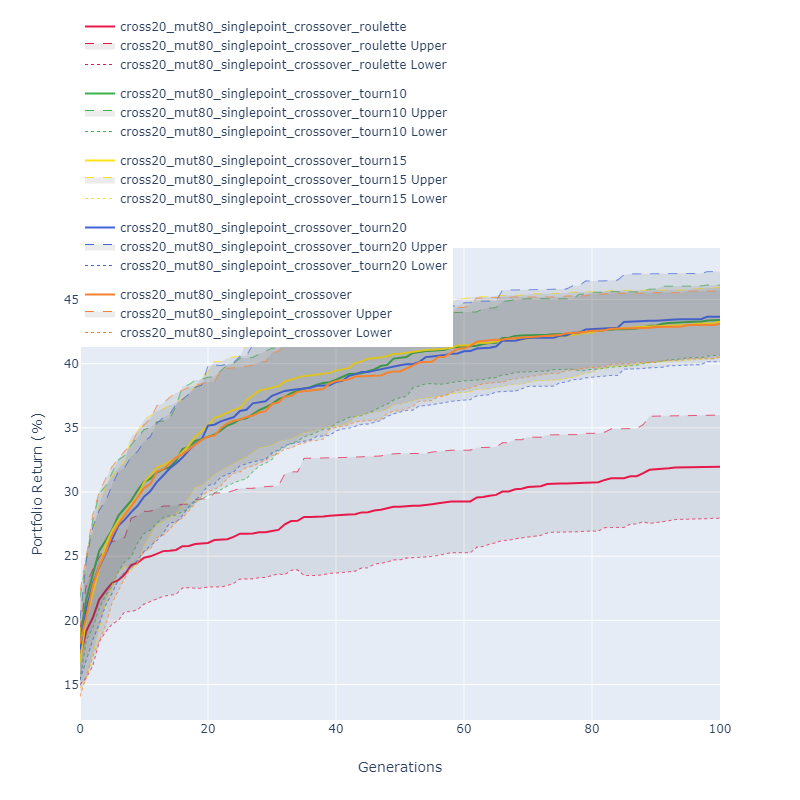 cross20_mut80_singlepoint_crossover_roulette
cross20_mut80_singlepoint_crossover_roulette Upper
cross20_mut80_singlepoint_crossover_roulette Lower
cross20_mut80_singlepoint_crossover_tourn10
cross20_mut80_singlepoint_crossover_tourn10 Upper
cross20_mut80_singlepoint_crossover_tourn10 Lower
cross20_mut80_singlepoint_crossover_tourn15
cross20_mut80_singlepoint_crossover_tourn15 Upper
cross20_mut80_singlepoint_crossover_tourn15 Lower
cross20_mut80_singlepoint_crossover_tourn20
cross20_mut80_singlepoint_crossover_tourn20 Upper
cross20_mut80_singlepoint_crossover_tourn20 Lower
cross20_mut80_singlepoint_crossover
cross20_mut80_singlepoint_crossover Upper
cross20_mut80_singlepoint_crossover Lower
45
40
35
30
25
20
15
Portfolio Return (%)
0 20 40 60 80 100
Generations